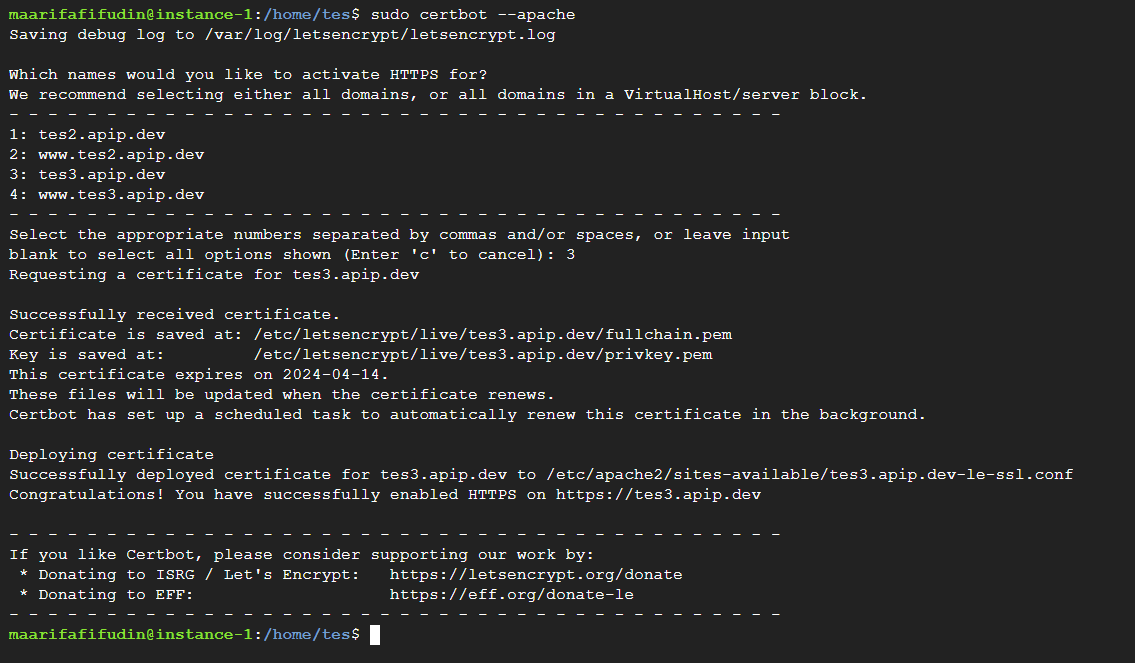 maarifafifudin@instance-1:/home/tes$ sudo certbot --apache
Saving debug log to /var/log/letsencrypt/letsencrypt.log
Which names would you like to activate HTTPS for?
We recommend selecting either all domains, or all domains in a VirtualHost/server block.
- - - - - - - - - - - - - - - - - - - - - - - - - - - - - - - - - - - - - - - -
1: tes2.apip.dev
2: www.tes2.apip.dev
3: tes3.apip.dev
4: www.tes3.apip.dev
- - - - - - - - - - - - - - - - - - - - - - - - - - - - - - - - - - - - - - - -
Select the appropriate numbers separated by commas and/or spaces, or leave input
blank to select all options shown (Enter 'c' to cancel): 3
Requesting a certificate for tes3.apip.dev
Successfully received certificate.
Certificate is saved at: /etc/letsencrypt/live/tes3.apip.dev/fullchain.pem
Key is saved at:         /etc/letsencrypt/live/tes3.apip.dev/privkey.pem
This certificate expires on 2024-04-14.
These files will be updated when the certificate renews.
Certbot has set up a scheduled task to automatically renew this certificate in the background.
Deploying certificate
Successfully deployed certificate for tes3.apip.dev to /etc/apache2/sites-available/tes3.apip.dev-le-ssl.conf
Congratulations! You have successfully enabled HTTPS on https://tes3.apip.dev
- - - - - - - - - - - - - - - - - - - - - - - - - - - - - - - - - - - - - - - -
If you like Certbot, please consider supporting our work by:
 * Donating to ISRG / Let's Encrypt:   https://letsencrypt.org/donate
 * Donating to EFF:                    https://eff.org/donate-le
- - - - - - - - - - - - - - - - - - - - - - - - - - - - - - - - - - - - - - - -
maarifafifudin@instance-1:/home/tes$